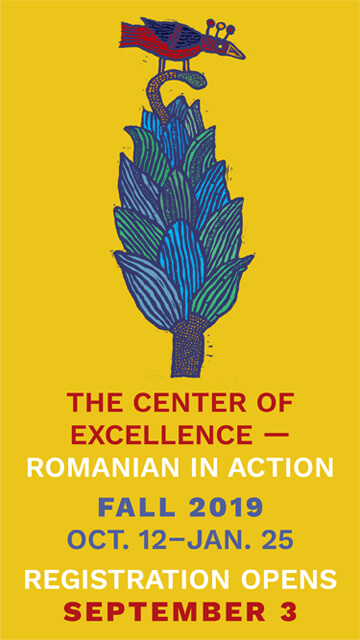 THE CENTER OF
EXCELLENCE —
ROMANIAN IN ACTION
FALL 2019
OCT. 12–JAN. 25
REGISTRATION OPENS
SEPTEMBER 3